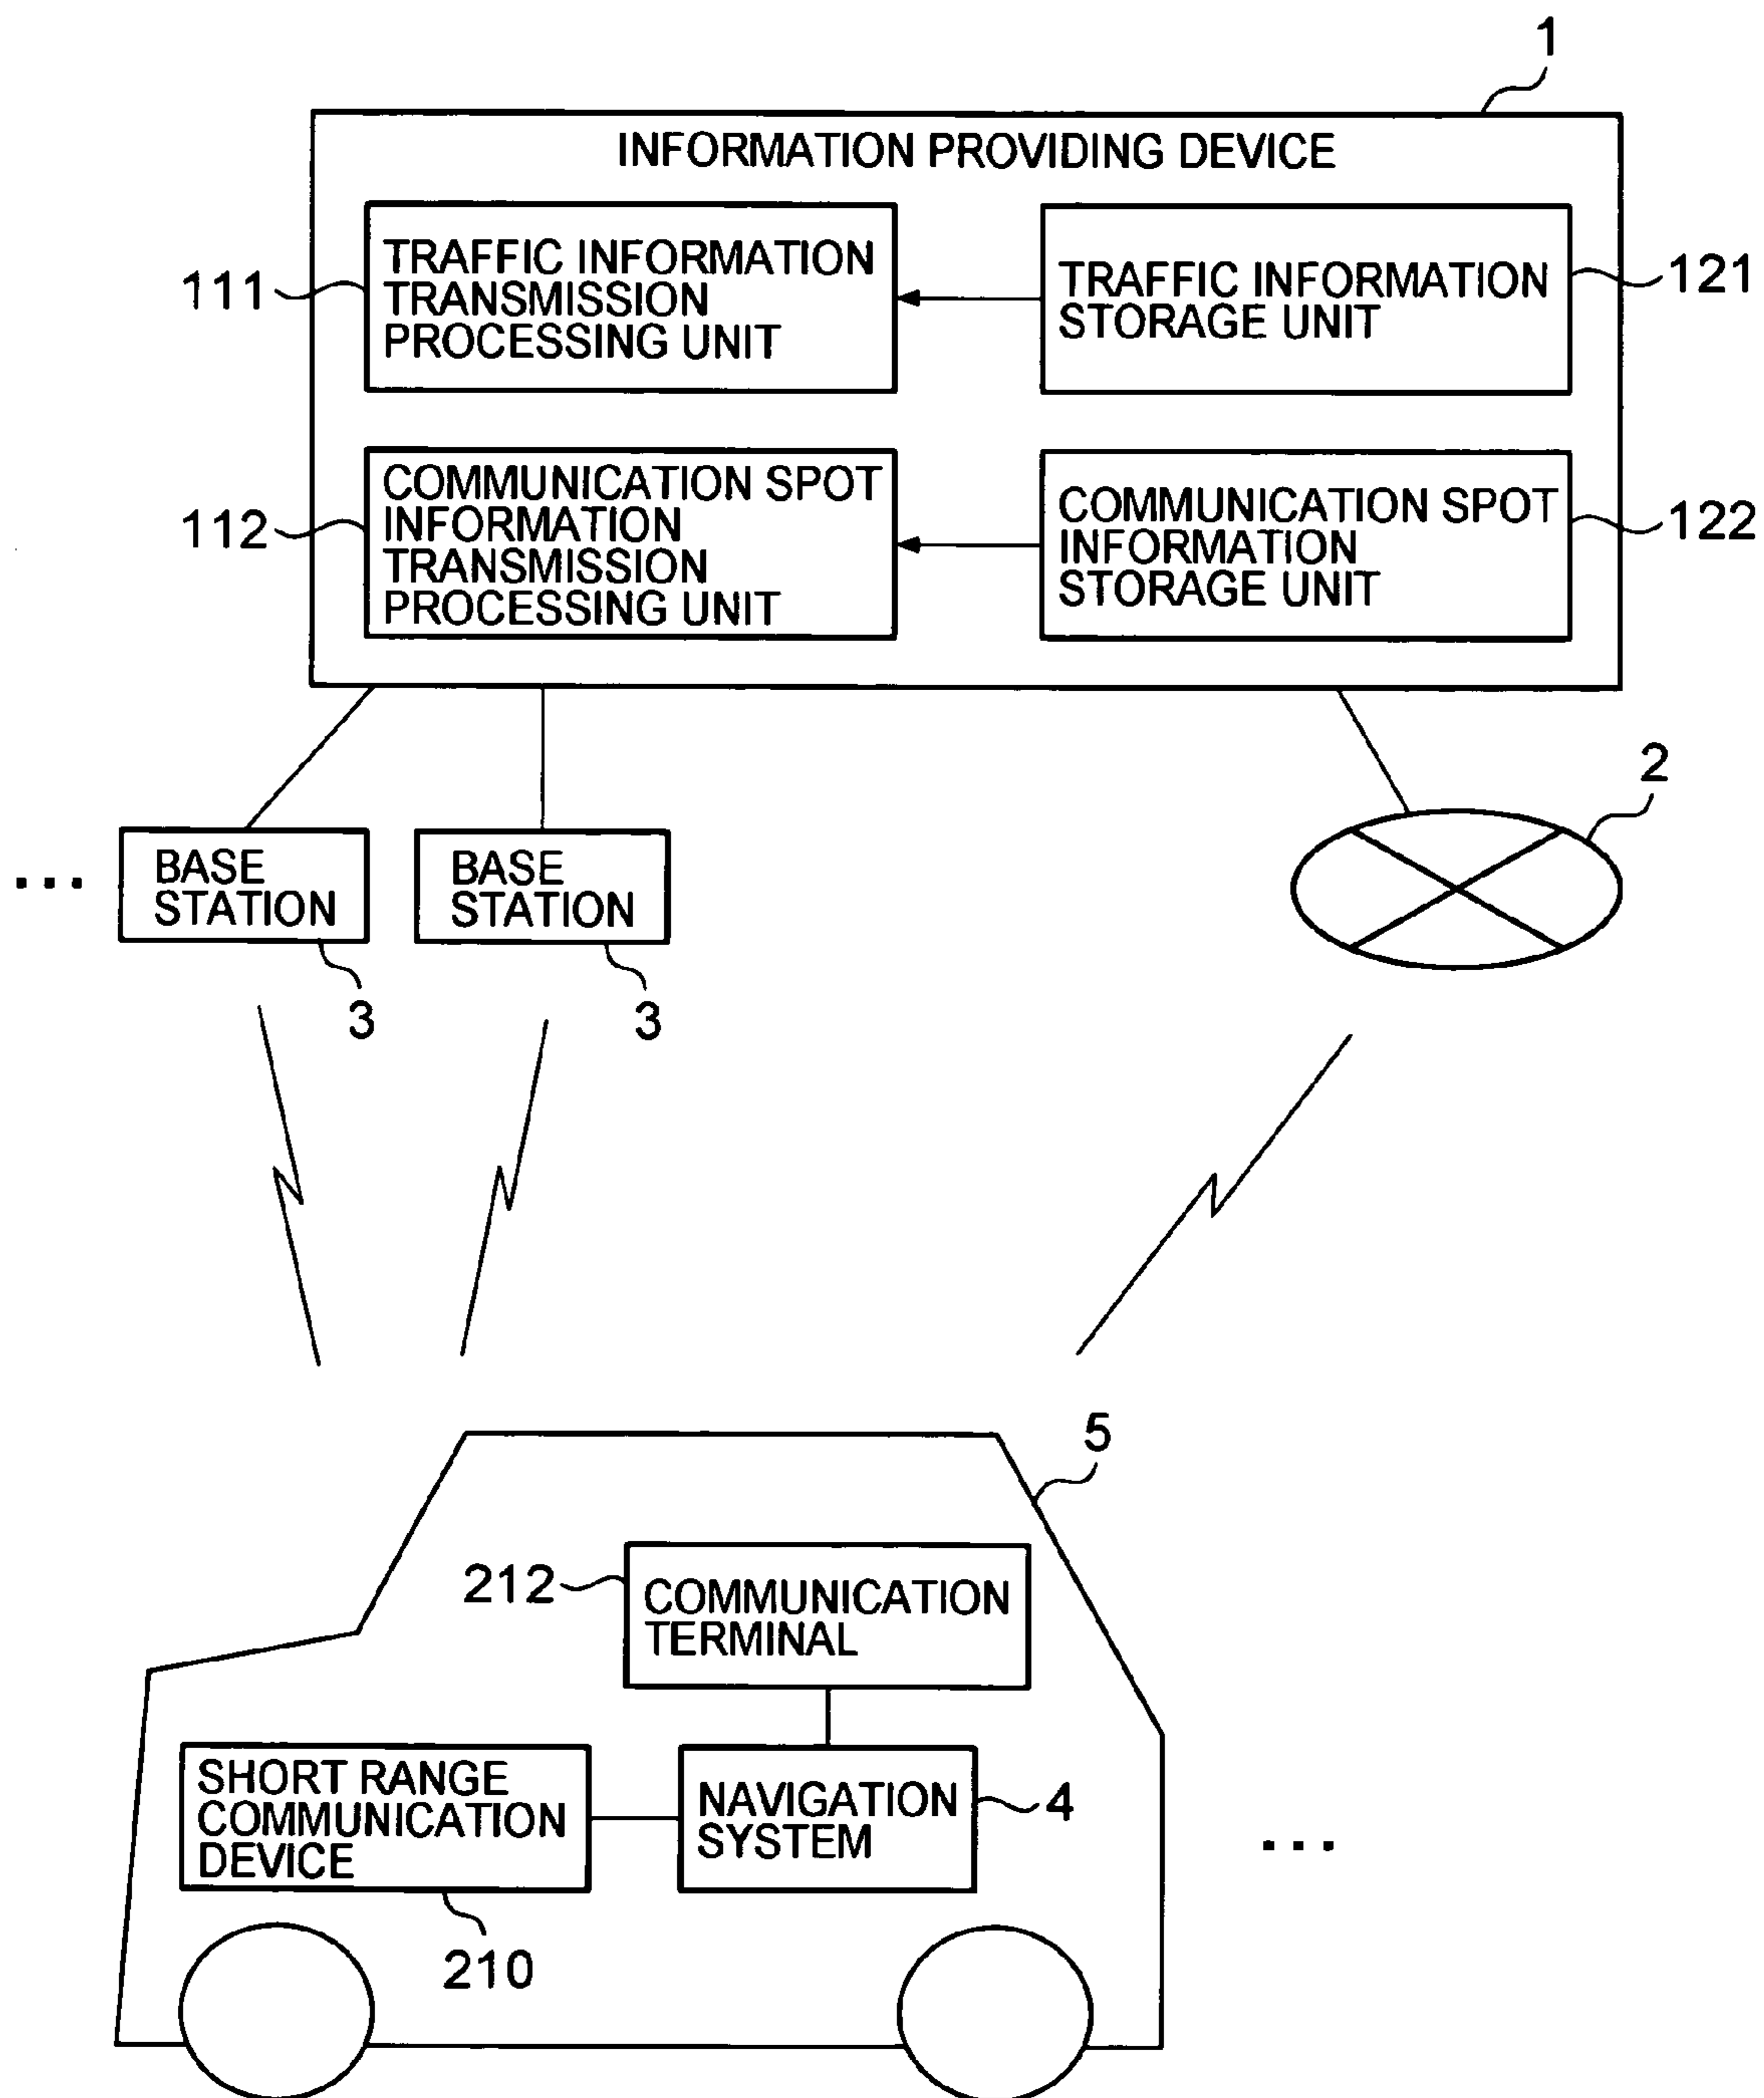 1
INFORMATION PROVIDING DEVICE
111
TRAFFIC INFORMATION
TRANSMISSION
PROCESSING UNIT
TRAFFIC INFORMATION
STORAGE UNIT
121
112
COMMUNICATION SPOT
INFORMATION
TRANSMISSION
PROCESSING UNIT
COMMUNICATION SPOT
INFORMATION
STORAGE UNIT
122
2
...
BASE
STATION
BASE
STATION
3
3
5
212
COMMUNICATION
TERMINAL
SHORT RANGE
COMMUNICATION
DEVICE
NAVIGATION
SYSTEM
4
...
210